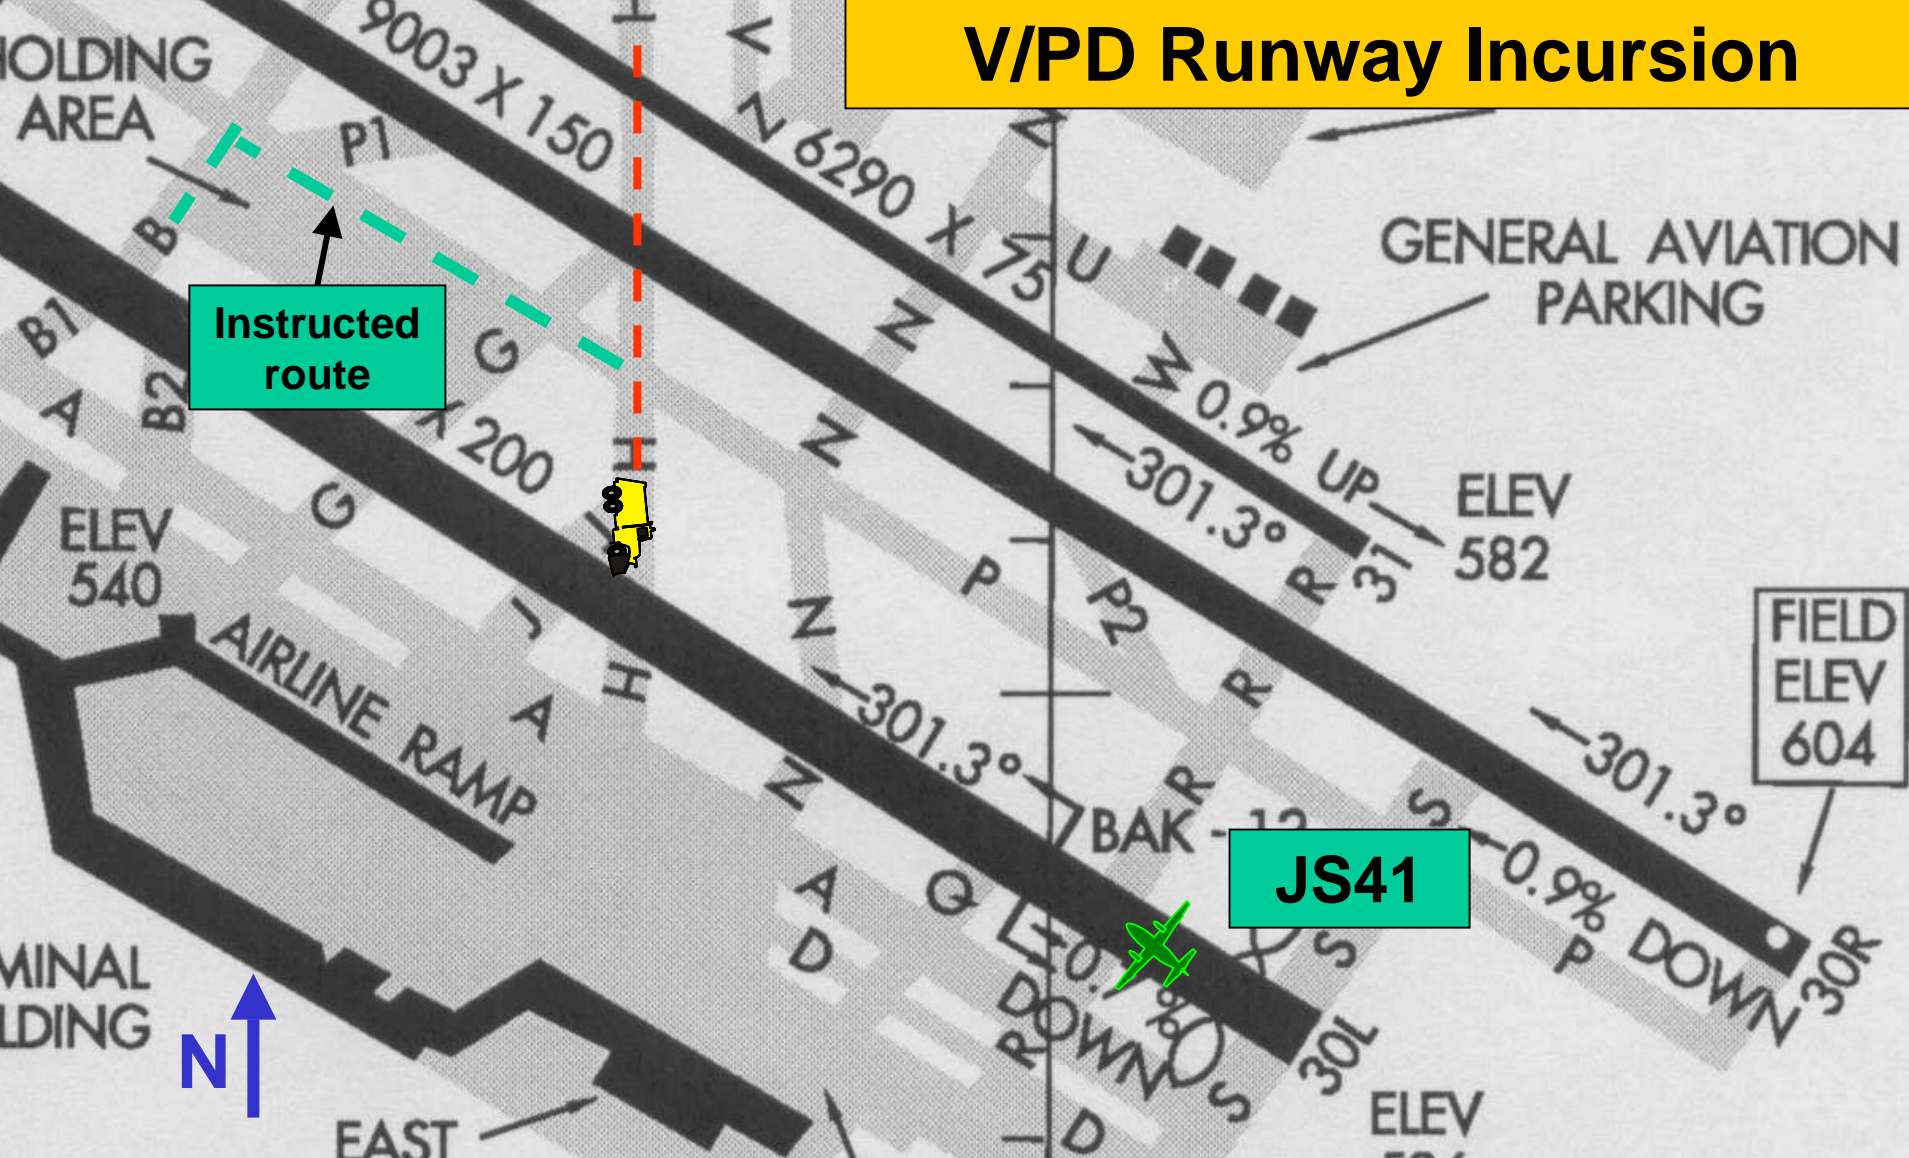 V/PD Runway Incursion
HOLDING
AREA
9003 X 150
H
V
N
N
6290 X 75
P1
B
U
GENERAL AVIATION
PARKING
Instructed
route
B1
B2
A
G
X 200
H
N
N
W
0.9% UP
301.3°
ELEV
582
31
ELEV
540
G
J
J
H
N
P
P2
R
R
R
FIELD
ELEV
604
AIRLINE RAMP
A
301.3°
N
BAK - 12
301.3°
S
JS41
0.9% DOWN
A
D
Q
S
P
30R
MINAL
LDING
N
DOWN
R
S
30L
D
EAST
ELEV